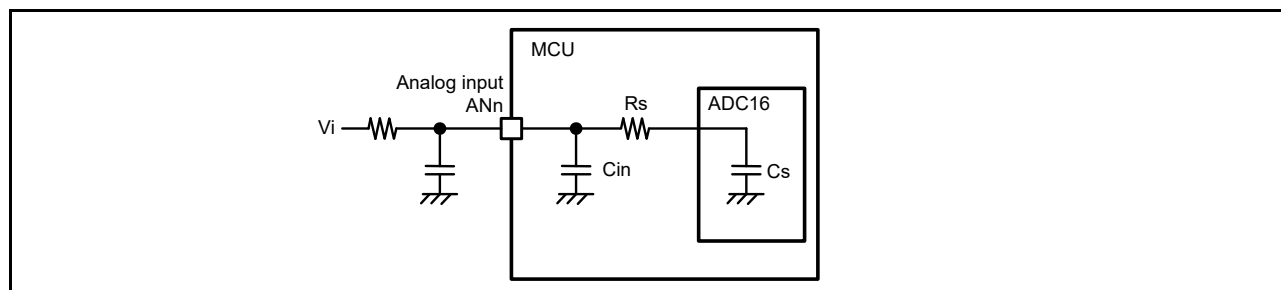 MCU
Analog input
ANn
Rs
ADC16
Vi
Cin
Cs